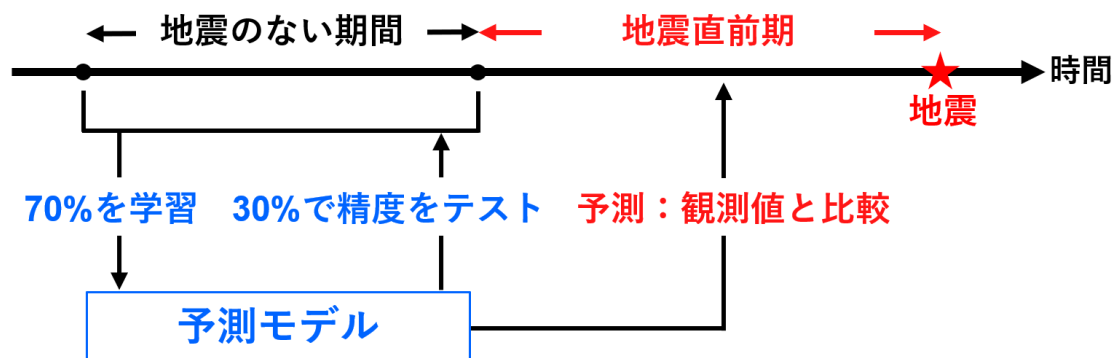 地震のない期間
地震直前期
時間
地震
70%を学習
30%で精度をテスト
予測：観測値と比較
予測モデル